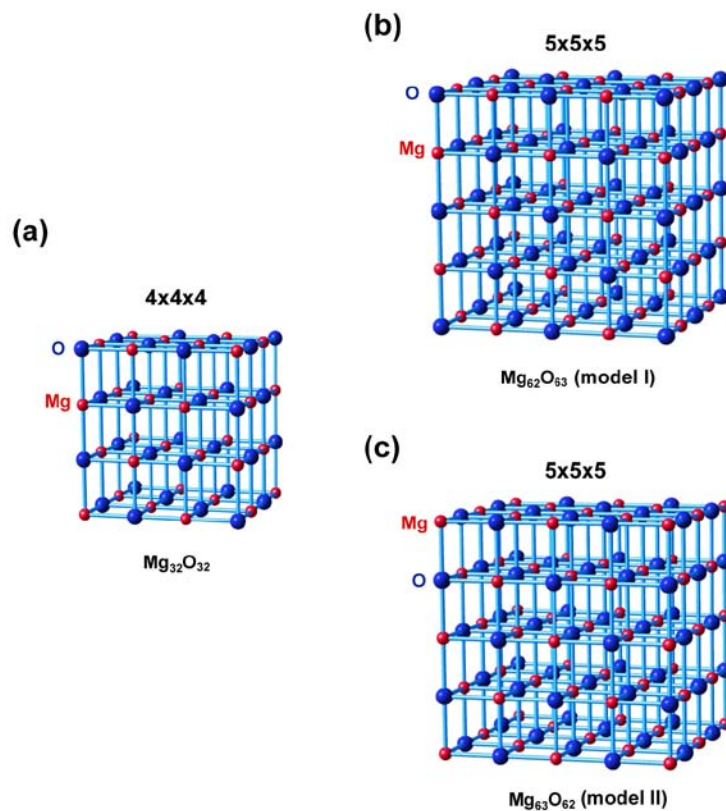 (a)
4x4x4
O
Mg
Mg₃₂O₃₂
(b)
5x5x5
O
Mg
Mg₆₂O₆₃ (model I)
(c)
5x5x5
Mg
O
Mg₆₃O₆₂ (model II)